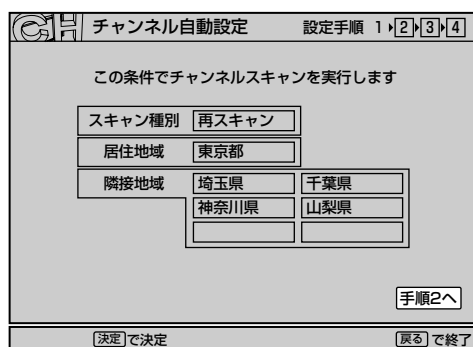 CH チャンネル自動設定 設定手順 1 2 3 4
この条件でチャンネルスキャンを実行します
スキャン種別 再スキャン
居住地域 東京都
隣接地域 埼玉県 千葉県
神奈川県 山梨県
手順2へ
決定で決定 戻るで終了